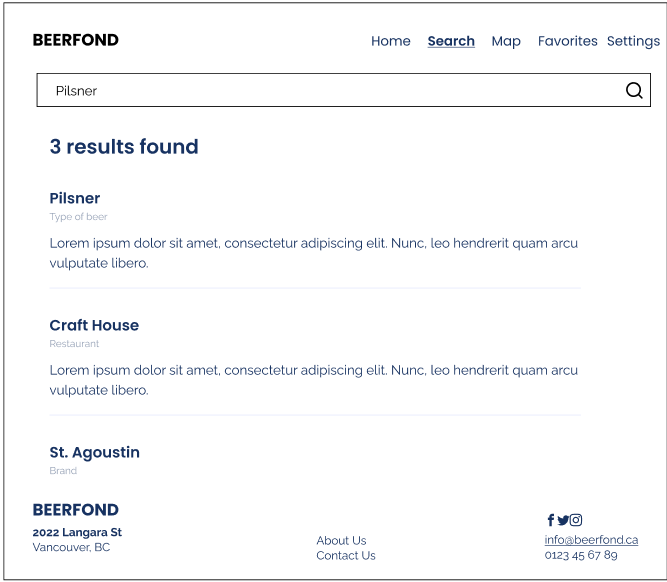 BEERFOND
Home Search Map Favorites Settings
Pilsner
3 results found
Pilsner
Type of beer
Lorem ipsum dolor sit amet, consectetur adipiscing elit. Nunc, leo hendrerit quam arcu
vulputate libero.
Craft House
Restaurant
Lorem ipsum dolor sit amet, consectetur adipiscing elit. Nunc, leo hendrerit quam arcu
vulputate libero.
St. Agoustin
Brand
BEERFOND
2022 Langara St
Vancouver, BC
About Us
Contact Us
info@beerfond.ca
0123 45 67 89